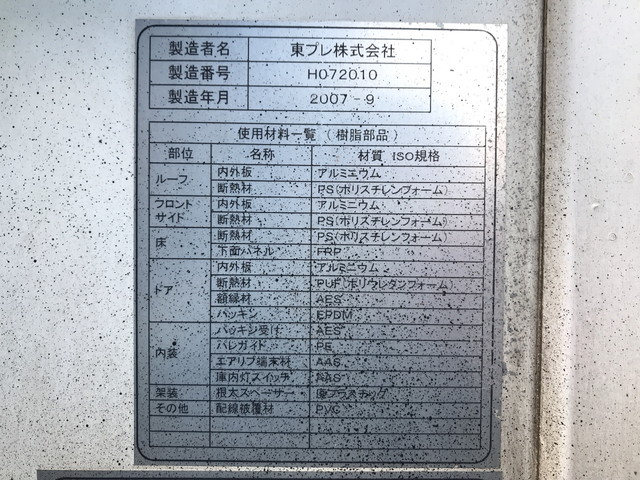 製造者名 東プレ株式会社
製造番号 H072010
製造年月 2007-9
使用材料一覧(樹脂部品)
部位 名称 材質 ISO規格
ルーフ 内外板 アルミニウム
断熱材 PS(ポリスチレンフォーム)
フロント サイド 内外板 アルミニウム
断熱材 PS(ポリスチレンフォーム)
床 断熱材 PS(ポリスチレンフォーム)
下面パネル FRP
ドア 内外板 アルミニウム
断熱材 PUF(ポリウレタンフォーム)
額縁材 AES
パッキン EPDM
内装 パッキン受け AES
バレガイド PE
エアリブ端末材 AAS
庫内灯スイッチ AAS
架装 根太スペーサー 廃プラスチック
その他 配線被覆材 PVC